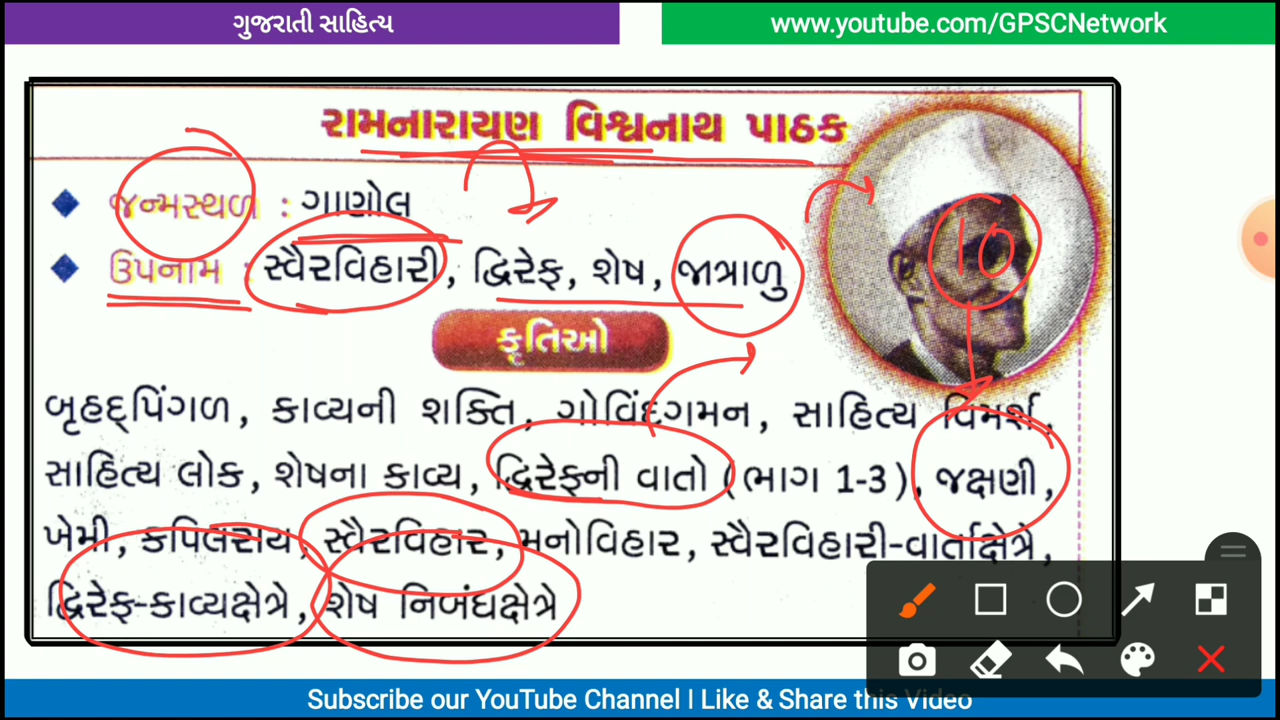 ગુજરાતી સાહિત્ય
www.youtube.com/GPSCNetwork
રામનારાયણ વિશ્વનાથ પાઠક
જન્મસ્થળ : ગાણોલ
ઉપનામ : સ્વૈરવિહારી, દ્વિરેફ, શેષ, જાત્રાળુ
10
કૃતિઓ
બૃહદ્‌પિંગળ, કાવ્યની શક્તિ, ગોવિંદગમન, સાહિત્ય વિમર્શ,
સાહિત્ય લોક, શેષના કાવ્ય, દ્વિરેફની વાતો (ભાગ 1-3), જક્ષણી,
ખેમી, કપિલરાય, સ્વૈરવિહાર, મનોવિહાર, સ્વૈરવિહારી-વાર્તાક્ષેત્રે,
દ્વિરેફ-કાવ્યક્ષેત્રે, શેષ નિબંધક્ષેત્રે
Subscribe our YouTube Channel I Like & Share this Video